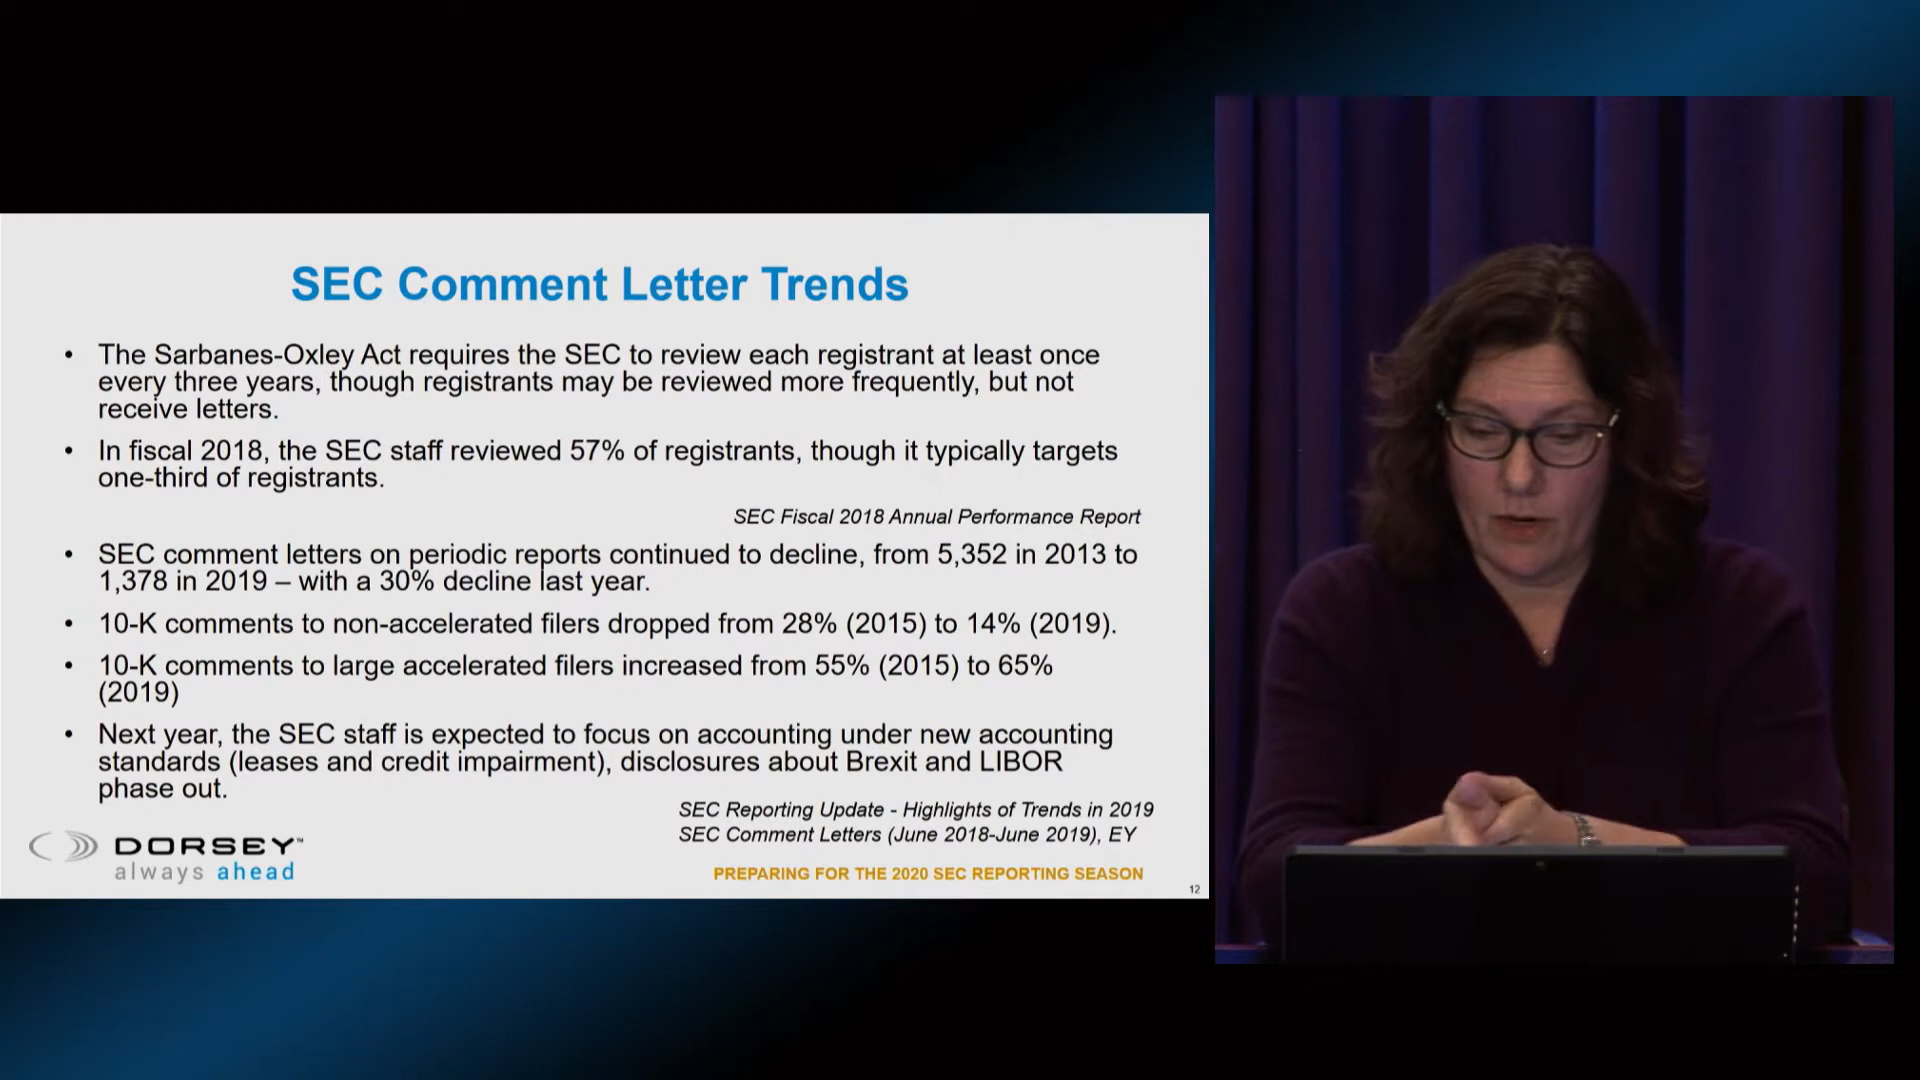 SEC Comment Letter Trends
• The Sarbanes-Oxley Act requires the SEC to review each registrant at least once
every three years, though registrants may be reviewed more frequently, but not
receive letters.
• In fiscal 2018, the SEC staff reviewed 57% of registrants, though it typically targets
one-third of registrants.
SEC Fiscal 2018 Annual Performance Report
• SEC comment letters on periodic reports continued to decline, from 5,352 in 2013 to
1,378 in 2019 – with a 30% decline last year.
• 10-K comments to non-accelerated filers dropped from 28% (2015) to 14% (2019).
• 10-K comments to large accelerated filers increased from 55% (2015) to 65%
(2019)
• Next year, the SEC staff is expected to focus on accounting under new accounting
standards (leases and credit impairment), disclosures about Brexit and LIBOR
phase out.
SEC Reporting Update - Highlights of Trends in 2019
SEC Comment Letters (June 2018-June 2019), EY
DORSEY™
always ahead
PREPARING FOR THE 2020 SEC REPORTING SEASON
12